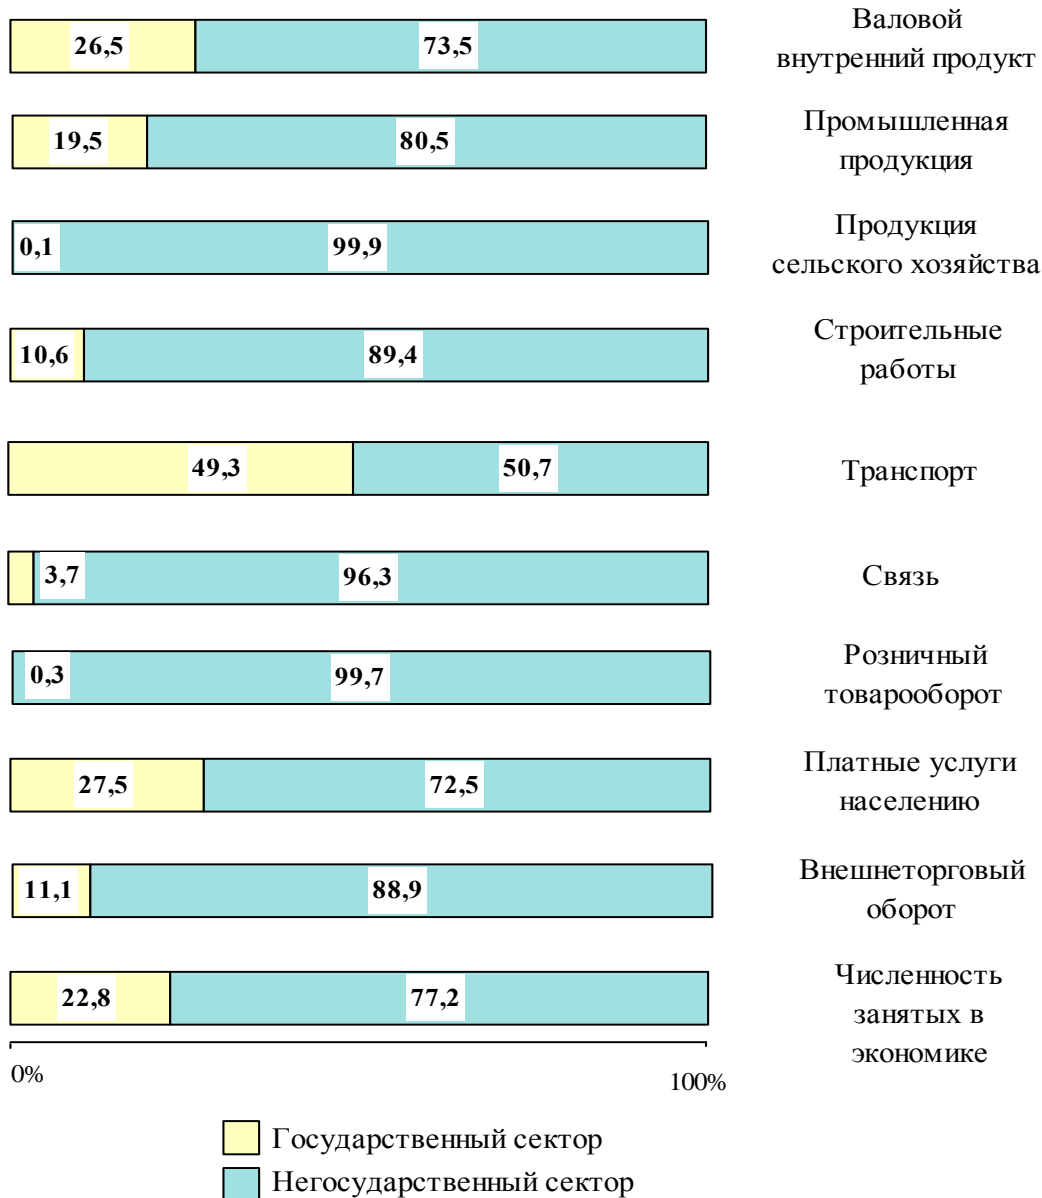 26,5 73,5 Валовой
внутренний продукт
19,5 80,5 Промышленная
продукция
0,1 99,9 Продукция
сельского хозяйства
10,6 89,4 Строительные
работы
49,3 50,7 Транспорт
3,7 96,3 Связь
0,3 99,7 Розничный
товарооборот
27,5 72,5 Платные услуги
населению
11,1 88,9 Внешнеторговый
оборот
22,8 77,2 Численность
занятых в
экономике
0% 100%
Государственный сектор
Негосударственный сектор